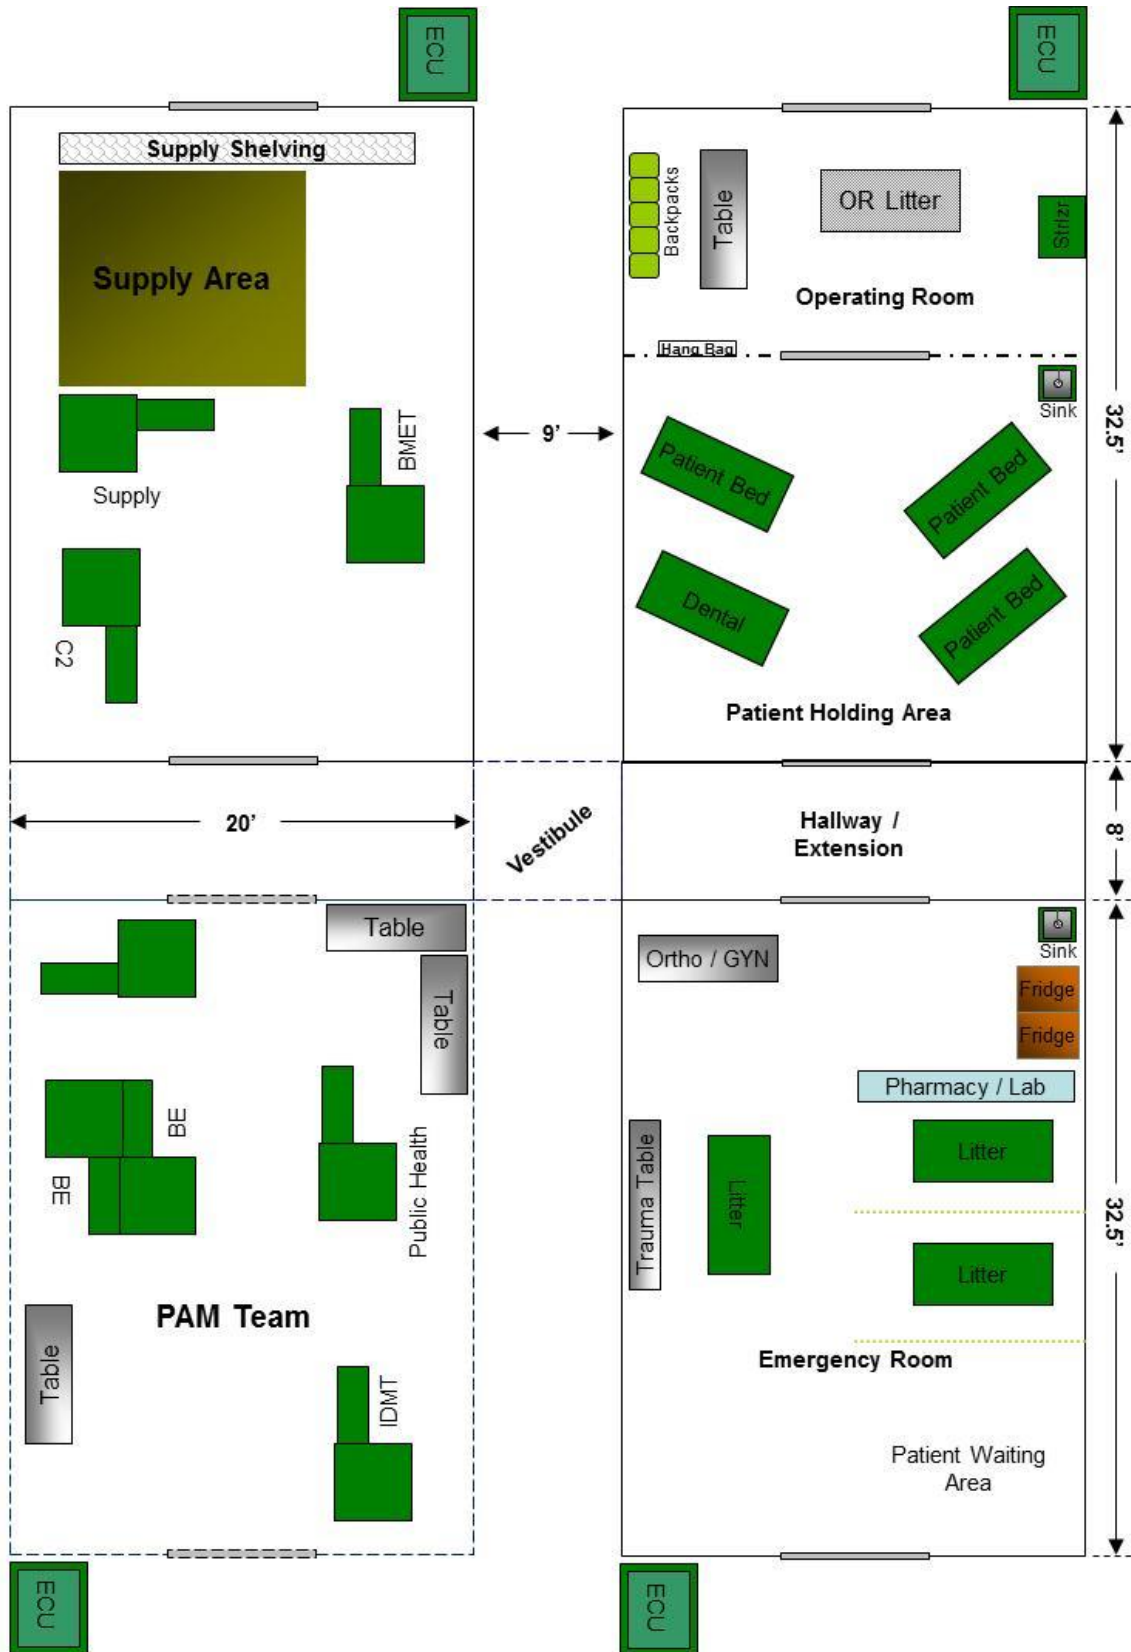 ECU
ECU
Supply Shelving
Supply Area
Supply
BMET
C2
Backpacks
Table
OR Litter
Strlzr
Operating Room
Hang Bag
Sink
Patient Bed
Patient Bed
Dental
Patient Bed
Patient Holding Area
9’
32.5’
20’
Vestibule
Hallway /
Extension
8’
Table
Table
BE
BE
Public Health
PAM Team
Table
IDMT
Ortho / GYN
Sink
Fridge
Fridge
Pharmacy / Lab
Trauma Table
Litter
Litter
Litter
Emergency Room
Patient Waiting
Area
32.5’
ECU
ECU